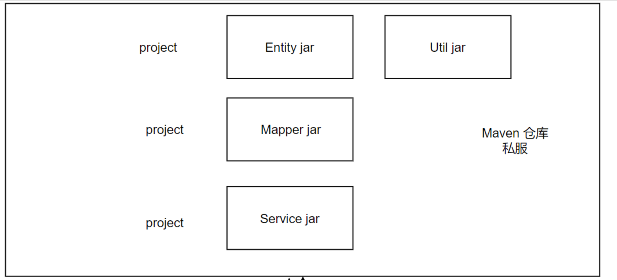 project
Entity jar
Util jar
project
Mapper jar
Maven 仓库
私服
project
Service jar